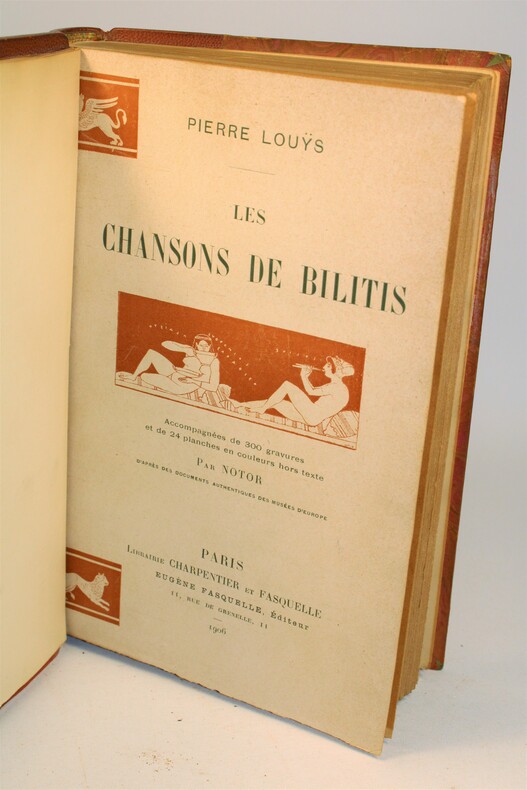 PIERRE LOUŸS
LES
CHANSONS DE BILITIS
Accompagnées de 300 gravures
et de 24 planches en couleurs hors texte
PAR NOTOR
D'APRÈS DES DOCUMENTS AUTHENTIQUES DES MUSÉES D'EUROPE
PARIS
LIBRAIRIE CHARPENTIER ET FASQUELLE
EUGÈNE FASQUELLE, Éditeur
11, RUE DE GRENELLE, 11
1906